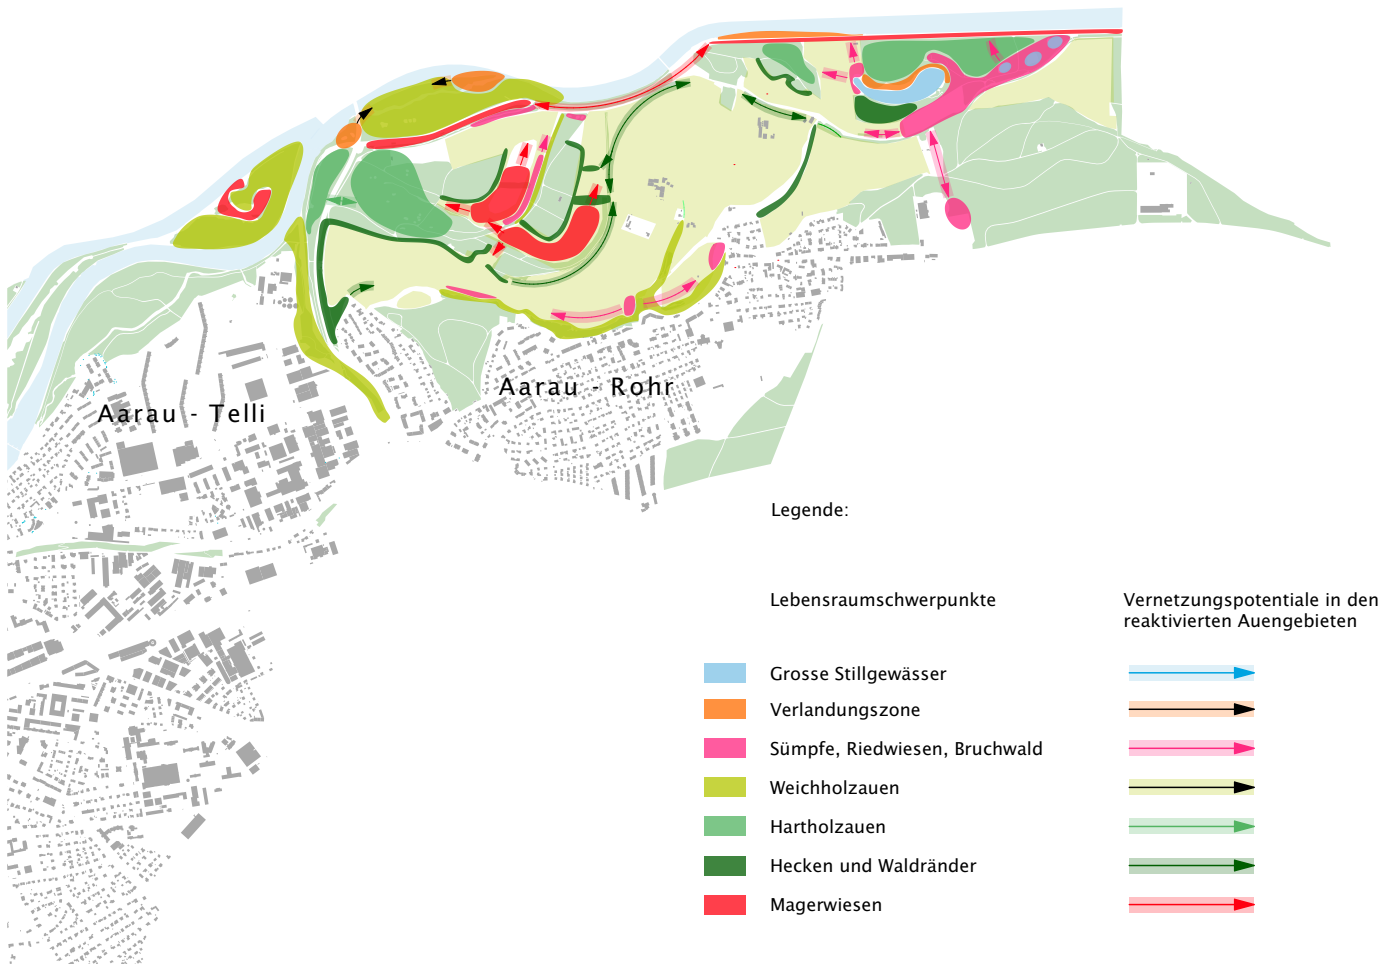 Aarau - Rohr
Aarau - Telli
Legende:
Lebensraumschwerpunkte
Vernetzungspotentiale in den
reaktivierten Auengebieten
Grosse Stillgewässer
Verlandungszone
Sümpfe, Riedwiesen, Bruchwald
Weichholzauen
Hartholzauen
Hecken und Waldränder
Magerwiesen